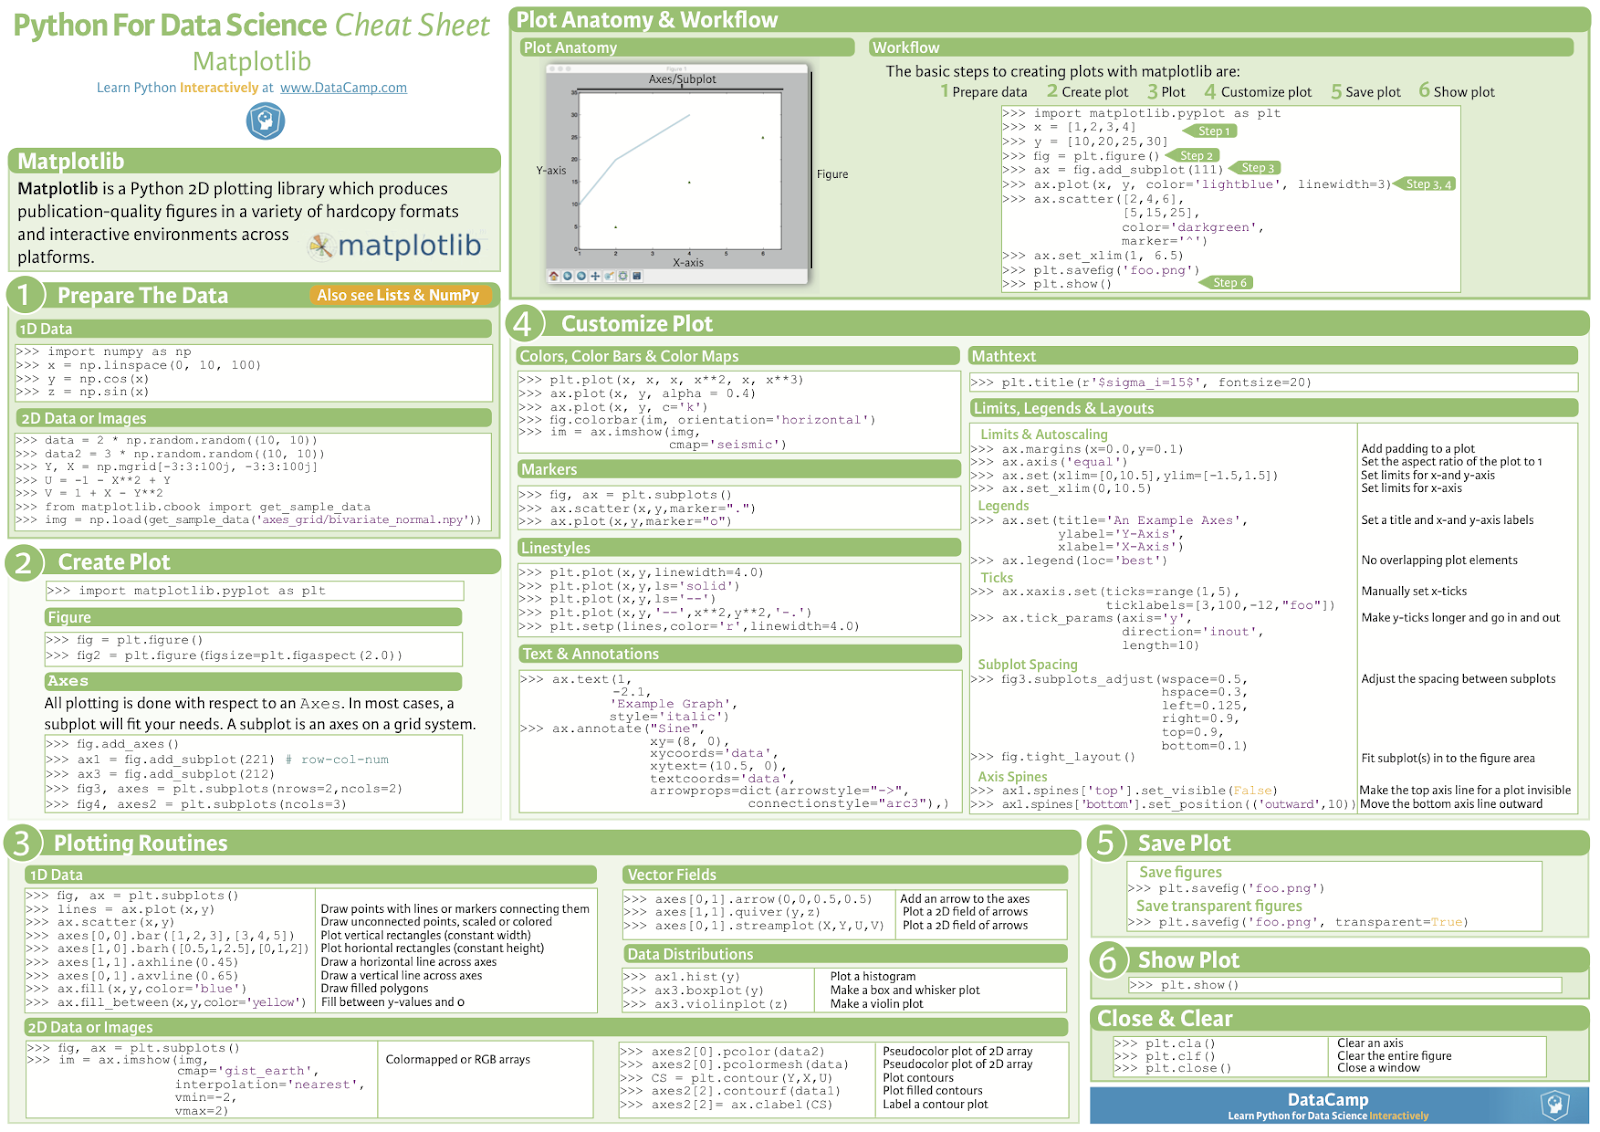 Python For Data Science Cheat Sheet
Matplotlib
Learn Python Interactively at www.DataCamp.com
Matplotlib
Matplotlib is a Python 2D plotting library which produces
publication-quality figures in a variety of hardcopy formats
and interactive environments across
platforms.
matplotlib
1 Prepare The Data
Also see Lists & NumPy
1D Data
>>> import numpy as np
>>> x = np.linspace(0, 10, 100)
>>> y = np.cos(x)
>>> z = np.sin(x)
2D Data or Images
>>> data = 2 * np.random.random((10, 10))
>>> data2 = 3 * np.random.random((10, 10))
>>> Y, X = np.mgrid[-3:3:100j, -3:3:100j]
>>> U = -1 - X**2 + Y
>>> V = 1 + X - Y**2
>>> from matplotlib.cbook import get_sample_data
>>> img = np.load(get_sample_data('axes_grid/bivariate_normal.npy'))
2 Create Plot
>>> import matplotlib.pyplot as plt
Figure
>>> fig = plt.figure()
>>> fig2 = plt.figure(figsize=plt.figaspect(2.0))
Axes
All plotting is done with respect to an Axes. In most cases, a
subplot will fit your needs. A subplot is an axes on a grid system.
>>> fig.add_axes()
>>> ax1 = fig.add_subplot(221) # row-col-num
>>> ax3 = fig.add_subplot(212)
>>> fig3, axes = plt.subplots(nrows=2,ncols=2)
>>> fig4, axes2 = plt.subplots(ncols=3)
Plot Anatomy & Workflow
Plot Anatomy
Figure 1
Axes/Subplot
Y-axis
Figure
X-axis
35
30
25
20
15
10
5
0
1 2 3 4 5 6
Workflow
The basic steps to creating plots with matplotlib are:
1 Prepare data 2 Create plot 3 Plot 4 Customize plot 5 Save plot 6 Show plot
>>> import matplotlib.pyplot as plt
>>> x = [1,2,3,4]
Step 1
>>> y = [10,20,25,30]
>>> fig = plt.figure() Step 2
>>> ax = fig.add_subplot(111) Step 3
>>> ax.plot(x, y, color='lightblue', linewidth=3) Step 3, 4
>>> ax.scatter([2,4,6],
[5,15,25],
color='darkgreen',
marker='^')
>>> ax.set_xlim(1, 6.5)
>>> plt.savefig('foo.png')
>>> plt.show() Step 6
4 Customize Plot
Colors, Color Bars & Color Maps
>>> plt.plot(x, x, x, x**2, x, x**3)
>>> ax.plot(x, y, alpha = 0.4)
>>> ax.plot(x, y, c='k')
>>> fig.colorbar(im, orientation='horizontal')
>>> im = ax.imshow(img,
cmap='seismic')
Markers
>>> fig, ax = plt.subplots()
>>> ax.scatter(x,y,marker=".")
>>> ax.plot(x,y,marker="o")
Linestyles
>>> plt.plot(x,y,linewidth=4.0)
>>> plt.plot(x,y,ls='solid')
>>> plt.plot(x,y,ls='--')
>>> plt.plot(x,y,'--',x**2,y**2,'-.')
>>> plt.setp(lines,color='r',linewidth=4.0)
Text & Annotations
>>> ax.text(1,
-2.1,
'Example Graph',
style='italic')
>>> ax.annotate("Sine",
xy=(8, 0),
xycoords='data',
xytext=(10.5, 0),
textcoords='data',
arrowprops=dict(arrowstyle="->",
connectionstyle="arc3"),)
Mathtext
>>> plt.title(r'$sigma_i=15$', fontsize=20)
Limits, Legends & Layouts
Limits & Autoscaling
>>> ax.margins(x=0.0,y=0.1) Add padding to a plot
>>> ax.axis('equal') Set the aspect ratio of the plot to 1
>>> ax.set(xlim=[0,10.5],ylim=[-1.5,1.5]) Set limits for x-and y-axis
>>> ax.set_xlim(0,10.5) Set limits for x-axis
Legends
>>> ax.set(title='An Example Axes', Set a title and x-and y-axis labels
ylabel='Y-Axis',
xlabel='X-Axis')
>>> ax.legend(loc='best') No overlapping plot elements
Ticks
>>> ax.xaxis.set(ticks=range(1,5), Manually set x-ticks
ticklabels=[3,100,-12,"foo"])
>>> ax.tick_params(axis='y', Make y-ticks longer and go in and out
direction='inout',
length=10)
Subplot Spacing
>>> fig3.subplots_adjust(wspace=0.5, Adjust the spacing between subplots
hspace=0.3,
left=0.125,
right=0.9,
top=0.9,
bottom=0.1)
>>> fig.tight_layout() Fit subplot(s) in to the figure area
Axis Spines
>>> ax1.spines['top'].set_visible(False) Make the top axis line for a plot invisible
>>> ax1.spines['bottom'].set_position(('outward',10)) Move the bottom axis line outward
3 Plotting Routines
1D Data
>>> fig, ax = plt.subplots()
>>> lines = ax.plot(x,y) Draw points with lines or markers connecting them
>>> ax.scatter(x,y) Draw unconnected points, scaled or colored
>>> axes[0,0].bar([1,2,3],[3,4,5]) Plot vertical rectangles (constant width)
>>> axes[1,0].barh([0.5,1,2.5],[0,1,2]) Plot horiontal rectangles (constant height)
>>> axes[1,1].axhline(0.45) Draw a horizontal line across axes
>>> axes[0,1].axvline(0.65) Draw a vertical line across axes
>>> ax.fill(x,y,color='blue') Draw filled polygons
>>> ax.fill_between(x,y,color='yellow') Fill between y-values and 0
2D Data or Images
>>> fig, ax = plt.subplots()
>>> im = ax.imshow(img, Colormapped or RGB arrays
cmap='gist_earth',
interpolation='nearest',
vmin=-2,
vmax=2)
Vector Fields
>>> axes[0,1].arrow(0,0,0.5,0.5) Add an arrow to the axes
>>> axes[1,1].quiver(y,z) Plot a 2D field of arrows
>>> axes[0,1].streamplot(X,Y,U,V) Plot a 2D field of arrows
Data Distributions
>>> ax1.hist(y) Plot a histogram
>>> ax3.boxplot(y) Make a box and whisker plot
>>> ax3.violinplot(z) Make a violin plot
>>> axes2[0].pcolor(data2) Pseudocolor plot of 2D array
>>> axes2[0].pcolormesh(data) Pseudocolor plot of 2D array
>>> CS = plt.contour(Y,X,U) Plot contours
>>> axes2[2].contourf(data1) Plot filled contours
>>> axes2[2]= ax.clabel(CS) Label a contour plot
5 Save Plot
Save figures
>>> plt.savefig('foo.png')
Save transparent figures
>>> plt.savefig('foo.png', transparent=True)
6 Show Plot
>>> plt.show()
Close & Clear
>>> plt.cla() Clear an axis
>>> plt.clf() Clear the entire figure
>>> plt.close() Close a window
DataCamp
Learn Python for Data Science Interactively